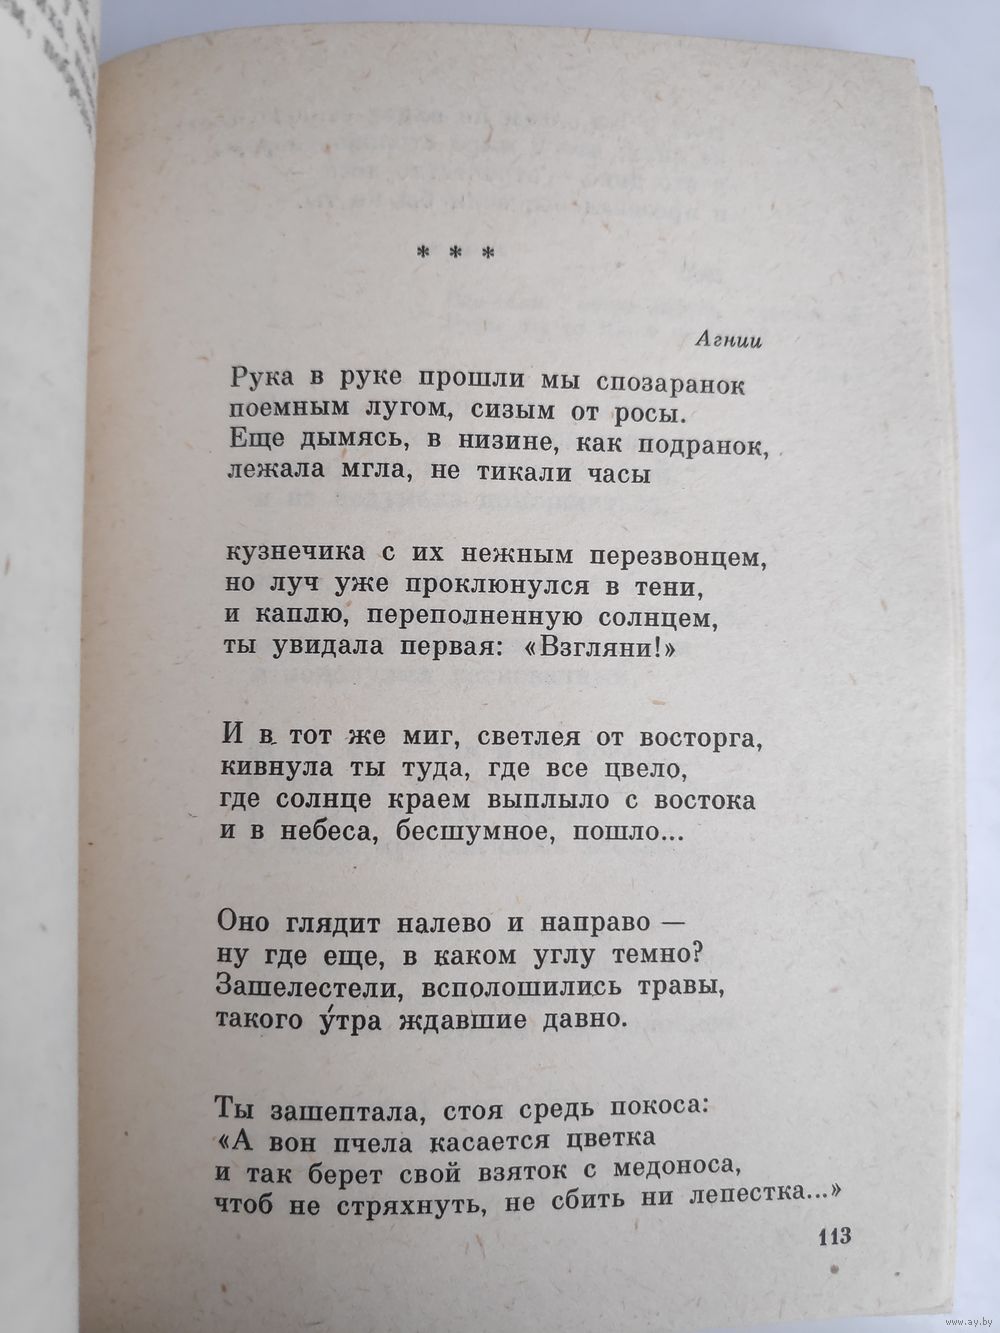 * * *
Агнии
Рука в руке прошли мы спозаранок
поемным лугом, сизым от росы.
Еще дымясь, в низине, как подранок,
лежала мгла, не тикали часы
кузнечика с их нежным перезвонцем,
но луч уже проклюнулся в тени,
и каплю, переполненную солнцем,
ты увидала первая: «Взгляни!»
И в тот же миг, светлея от восторга,
кивнула ты туда, где все цвело,
где солнце краем выплыло с востока
и в небеса, бесшумное, пошло...
Оно глядит налево и направо —
ну где еще, в каком углу темно?
Зашелестели, всполошились травы,
такого у́тра ждавшие давно.
Ты зашептала, стоя средь покоса:
«А вон пчела касается цветка
и так берет свой взяток с медоноса,
чтоб не стряхнуть, не сбить ни лепестка...»
113
www.ay.by